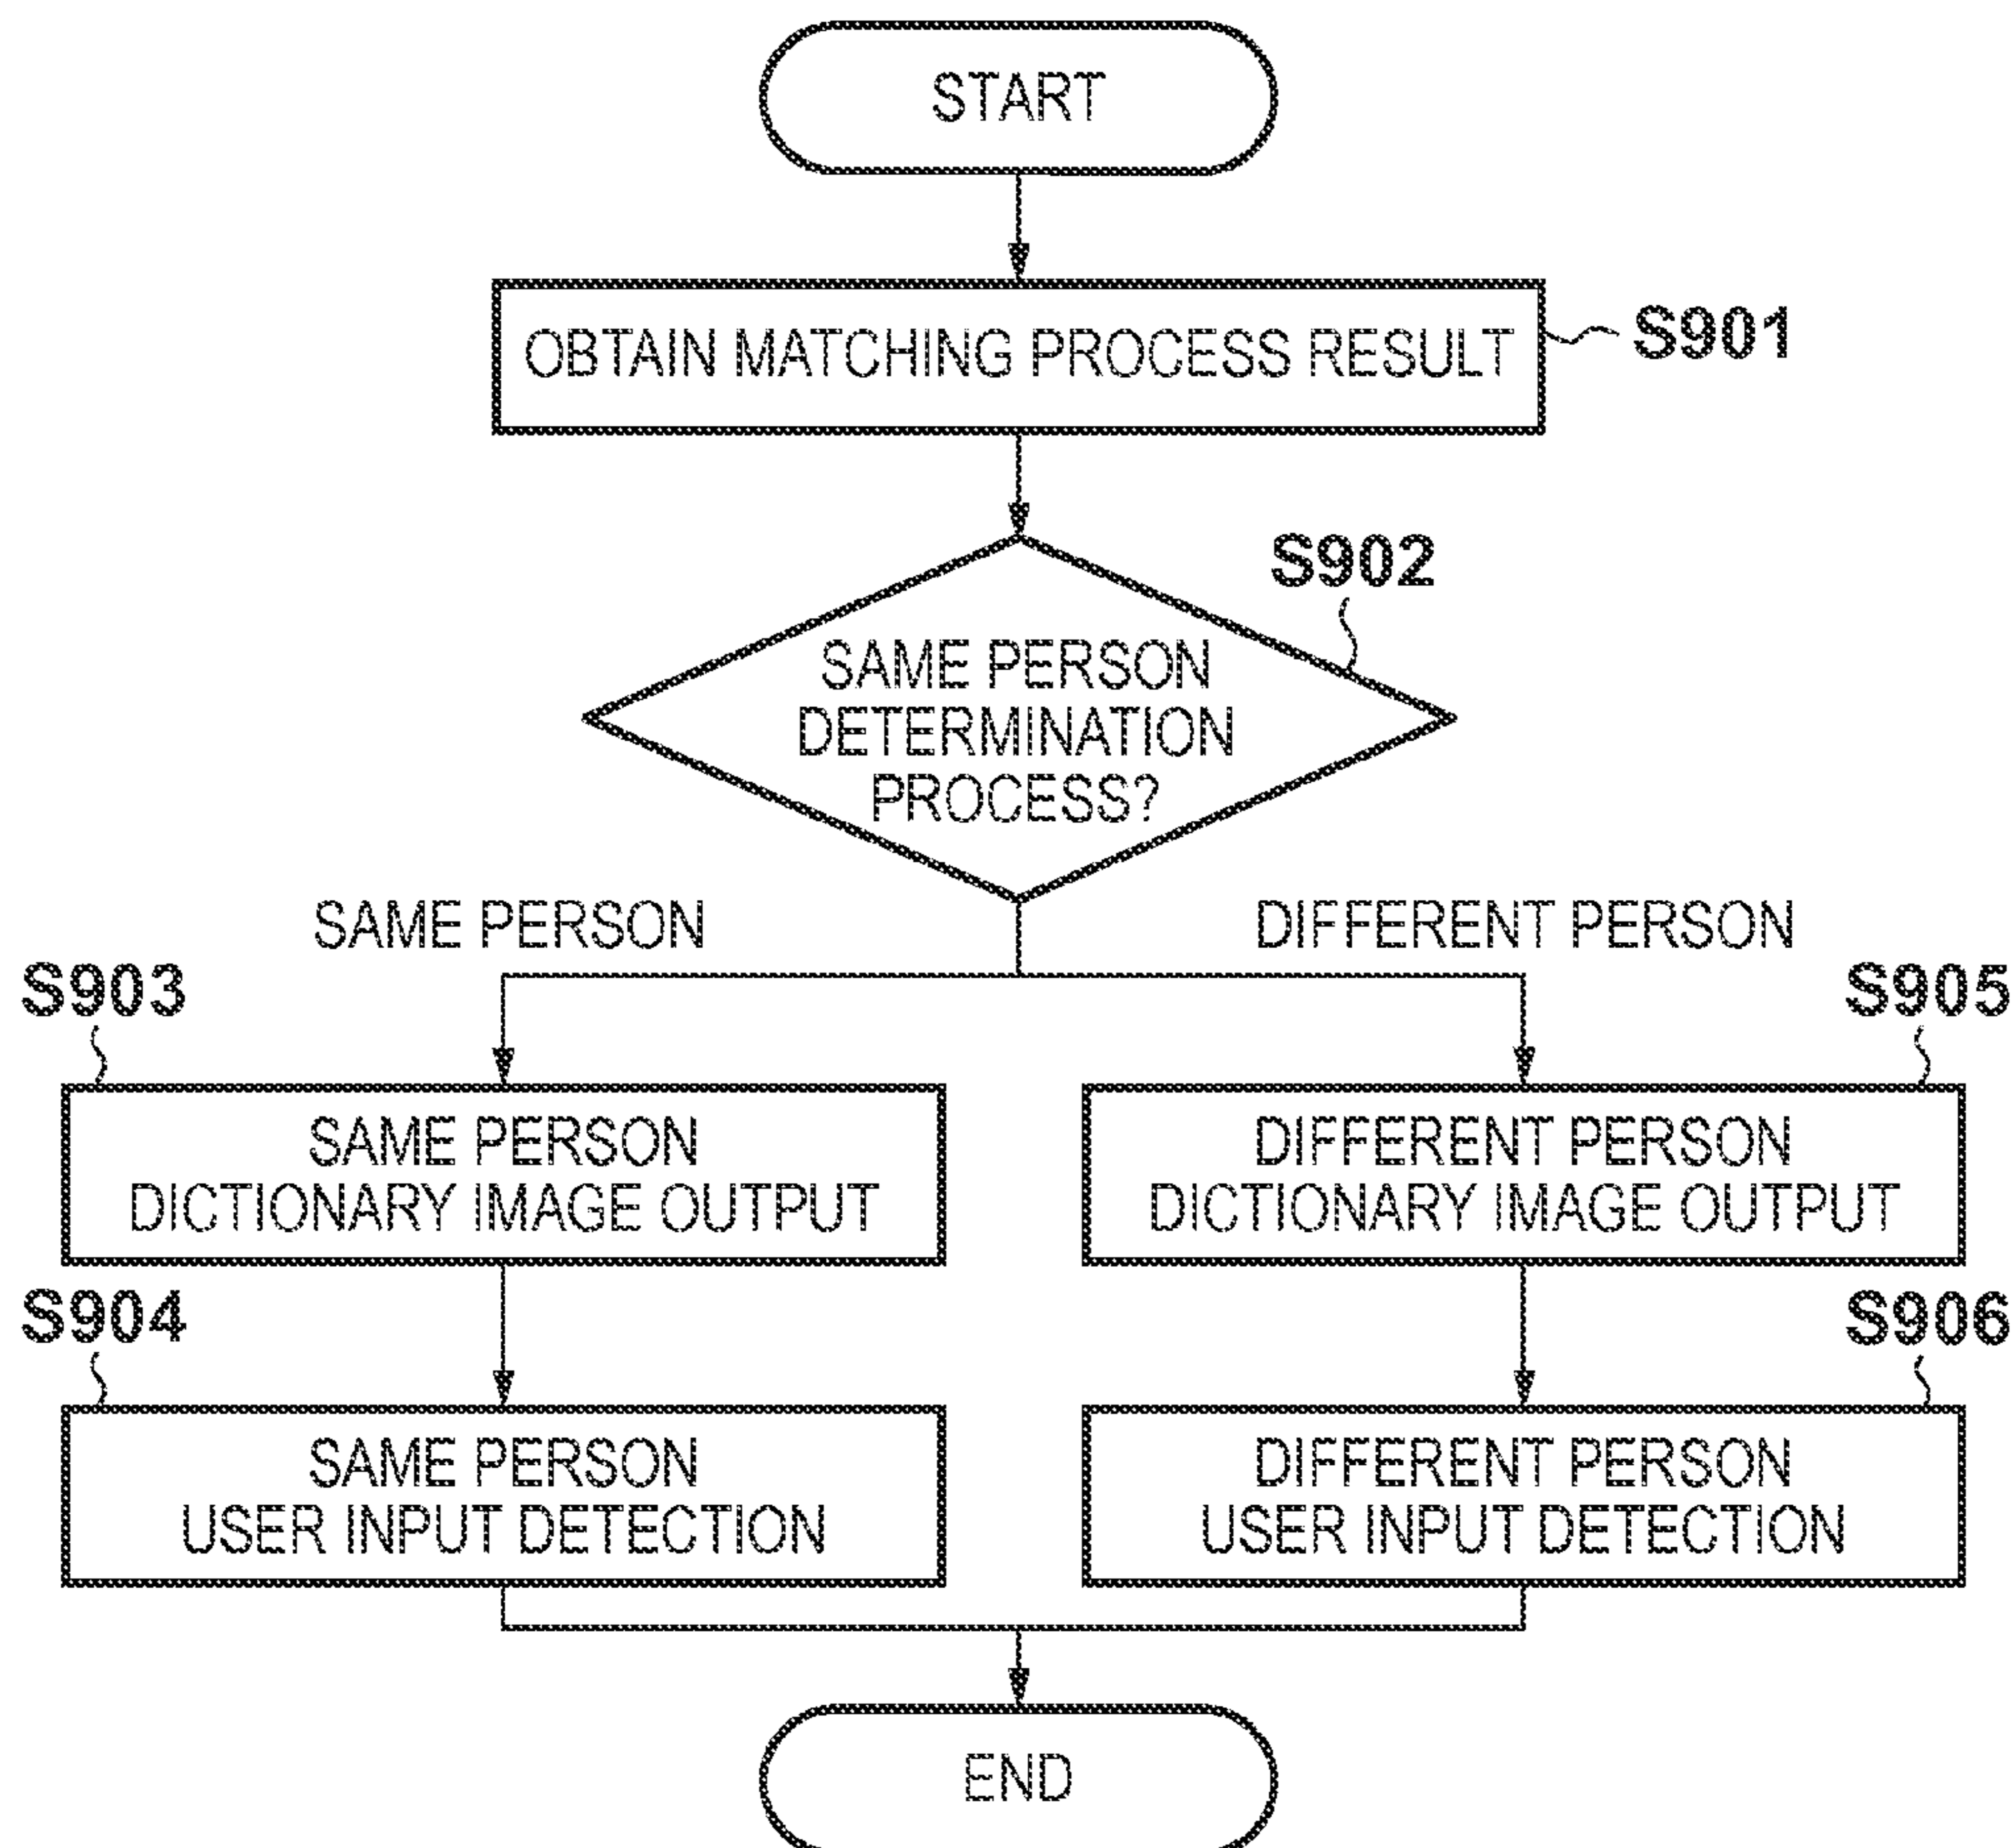 START
OBTAIN MATCHING PROCESS RESULT
S901
S902
SAME PERSON
DETERMINATION
PROCESS?
SAME PERSON
DIFFERENT PERSON
S903
SAME PERSON
DICTIONARY IMAGE OUTPUT
S905
DIFFERENT PERSON
DICTIONARY IMAGE OUTPUT
S904
SAME PERSON
USER INPUT DETECTION
S906
DIFFERENT PERSON
USER INPUT DETECTION
END